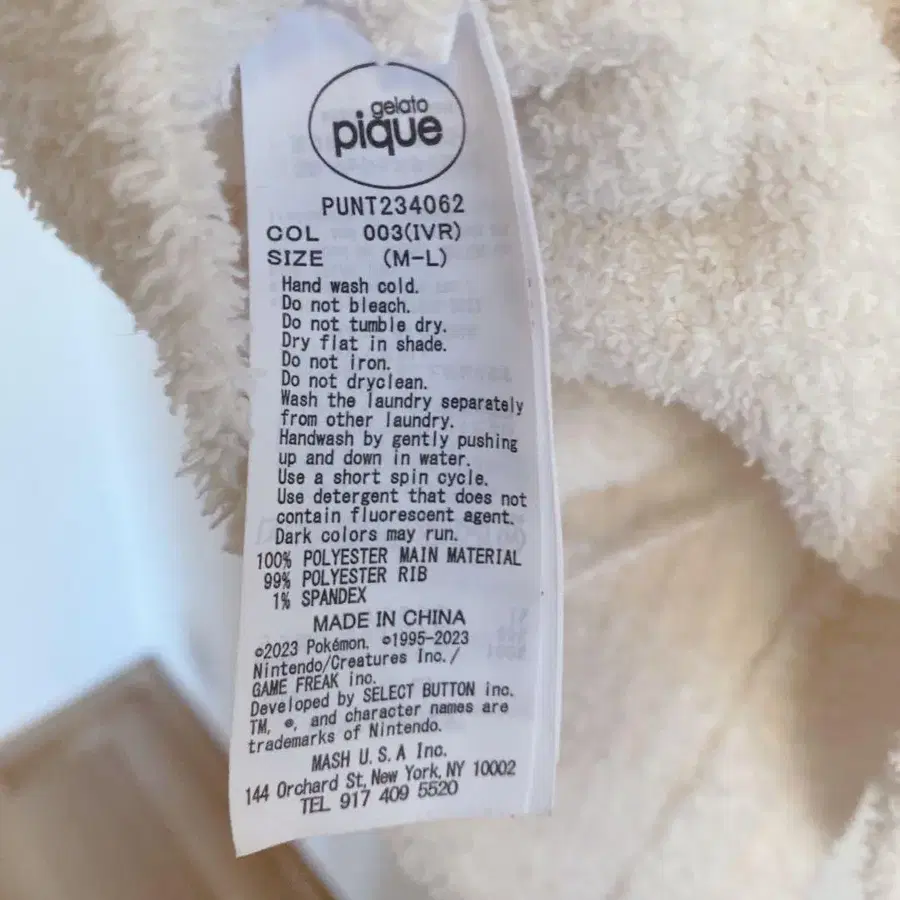 gelato
pique
PUNT234062
COL 003(IVR)
SIZE (M-L)
Hand wash cold.
Do not bleach.
Do not tumble dry.
Dry flat in shade.
Do not iron.
Do not dryclean.
Wash the laundry separately
from other laundry.
Handwash by gently pushing
up and down in water.
Use a short spin cycle.
Use detergent that does not
contain fluorescent agent.
Dark colors may run.
100% POLYESTER MAIN MATERIAL
99% POLYESTER RIB
1% SPANDEX
MADE IN CHINA
©2023 Pokémon. ©1995-2023
Nintendo/Creatures Inc./
GAME FREAK inc.
Developed by SELECT BUTTON inc.
TM, ®, and character names are
trademarks of Nintendo.
MASH U.S.A Inc.
144 Orchard St, New York, NY 10002
TEL 917 409 5520